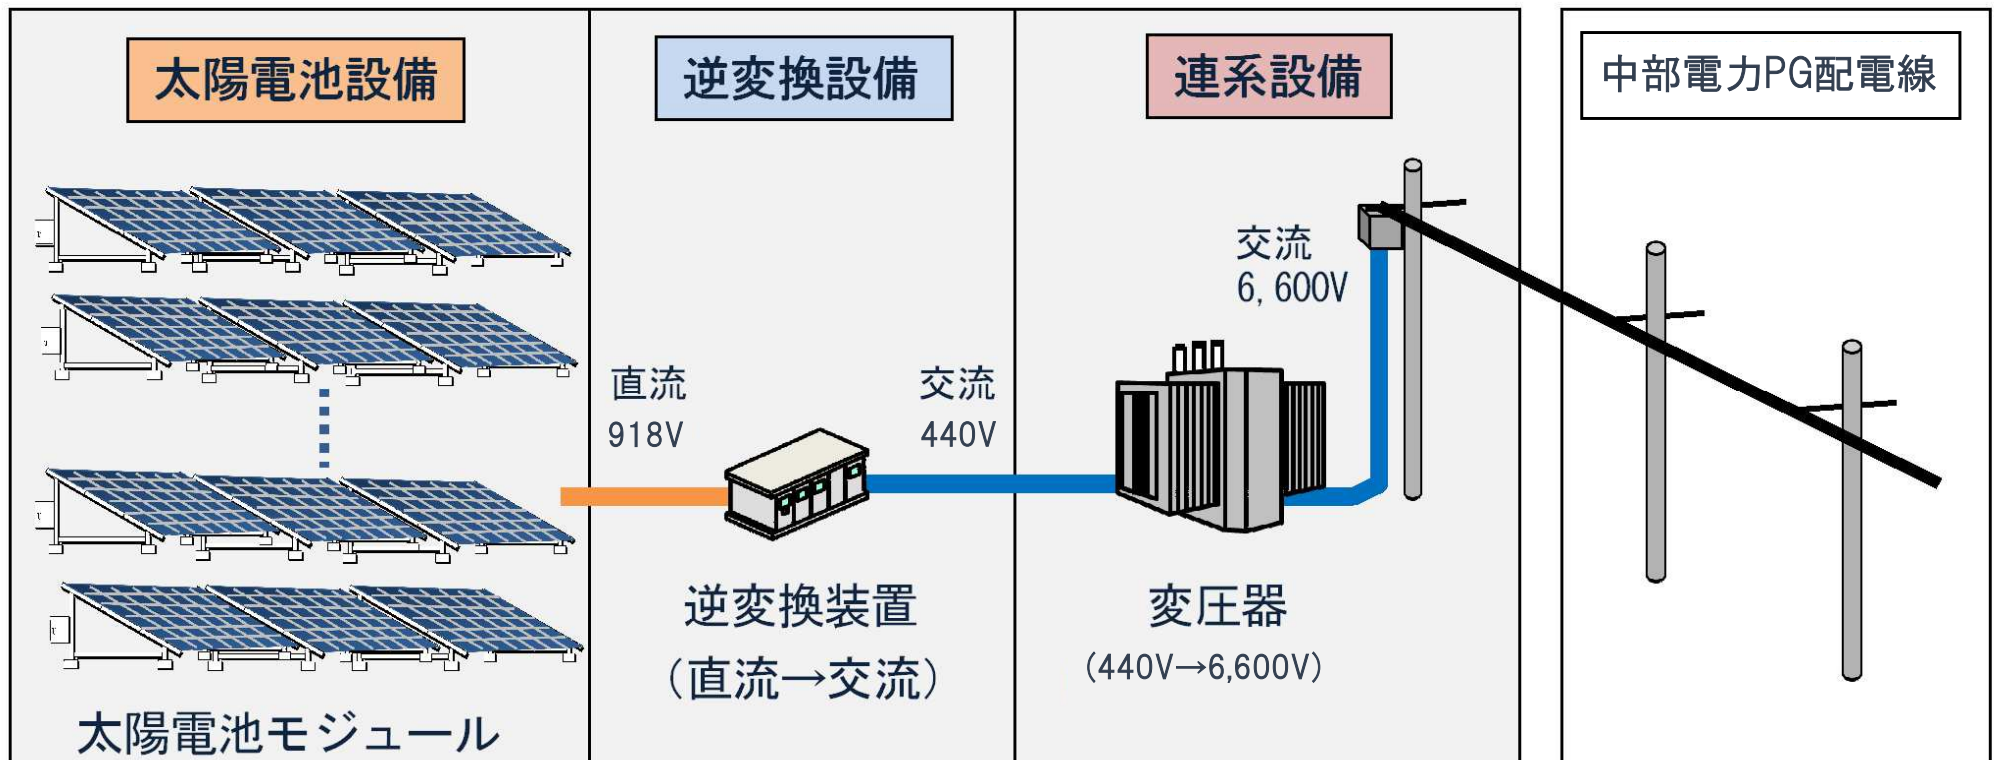 太陽電池設備
逆変換設備
連系設備
中部電力PG配電線
交流
6,600V
直流
918V
交流
440V
逆変換装置
(直流→交流)
変圧器
(440V→6,600V)
太陽電池モジュール